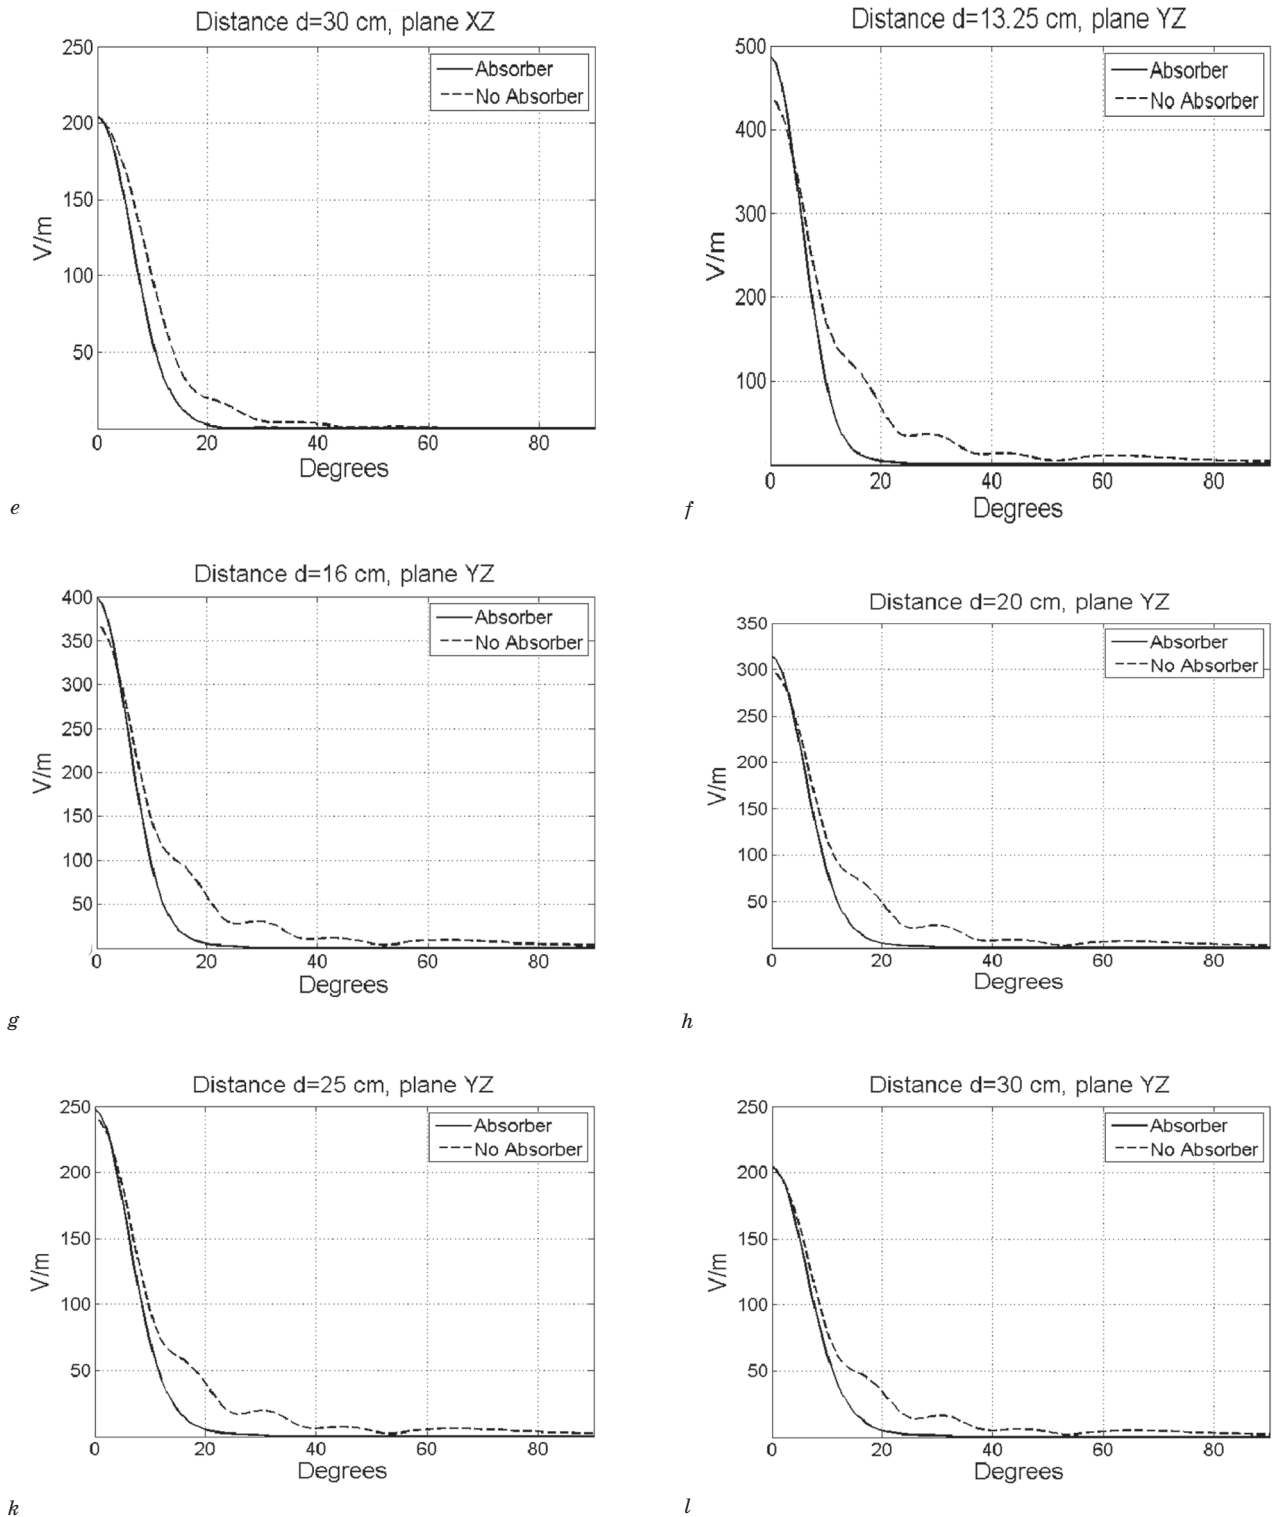 Distance d=30 cm, plane XZ
250
200
150
100
50
V/m
Absorber
No Absorber
0 20 40 60 80
Degrees
e
Distance d=13.25 cm, plane YZ
500
400
300
200
100
V/m
Absorber
No Absorber
0 20 40 60 80
Degrees
f
Distance d=16 cm, plane YZ
400
350
300
250
200
150
100
50
V/m
Absorber
No Absorber
0 20 40 60 80
Degrees
g
Distance d=20 cm, plane YZ
350
300
250
200
150
100
50
V/m
Absorber
No Absorber
0 20 40 60 80
Degrees
h
Distance d=25 cm, plane YZ
250
200
150
100
50
V/m
Absorber
No Absorber
0 20 40 60 80
Degrees
k
Distance d=30 cm, plane YZ
250
200
150
100
50
V/m
Absorber
No Absorber
0 20 40 60 80
Degrees
l